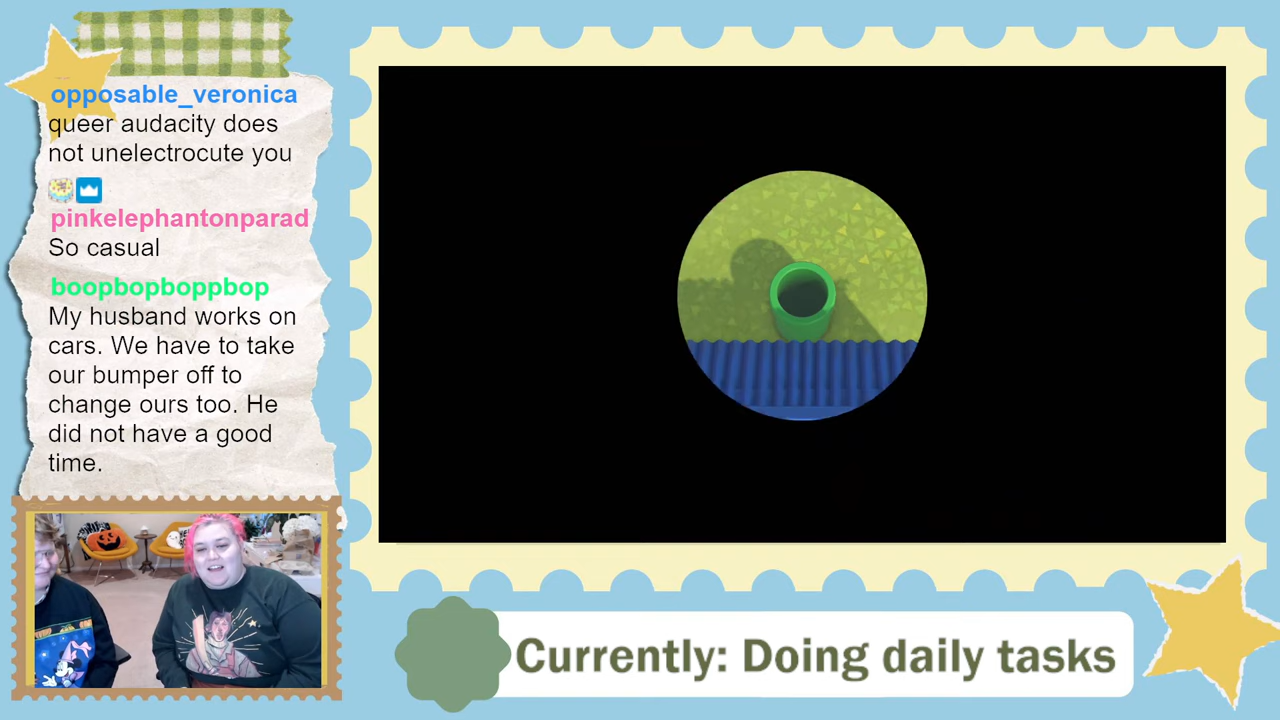 opposable_veronica
queer audacity does
not unelectrocute you
pinkelephantonparad
So casual
boopbopboppbop
My husband works on
cars. We have to take
our bumper off to
change ours too. He
did not have a good
time.
Currently: Doing daily tasks